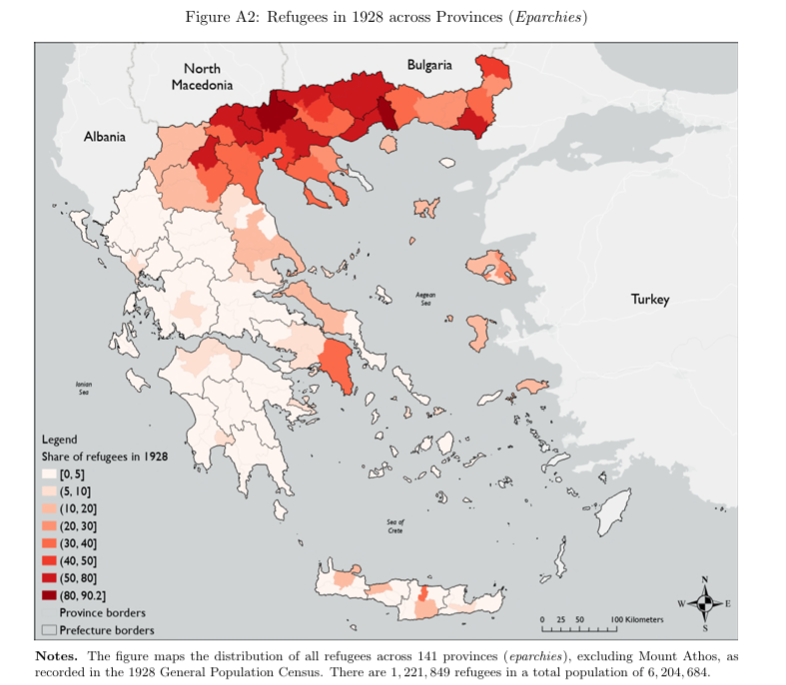 Figure A2: Refugees in 1928 across Provinces (Eparchies)
Bulgaria
North
Macedonia
Albania
Aegean
Sea
Turkey
Ionian
Sea
Legend
Share of refugees in 1928
[0, 5]
(5, 10]
(10, 20]
(20, 30]
(30, 40]
(40, 50]
(50, 80]
(80, 90.2]
Province borders
Prefecture borders
Sea of
Crete
N
W E
S
0 25 50 100 Kilometers
Notes. The figure maps the distribution of all refugees across 141 provinces (eparchies), excluding Mount Athos, as
recorded in the 1928 General Population Census. There are 1, 221, 849 refugees in a total population of 6, 204, 684.